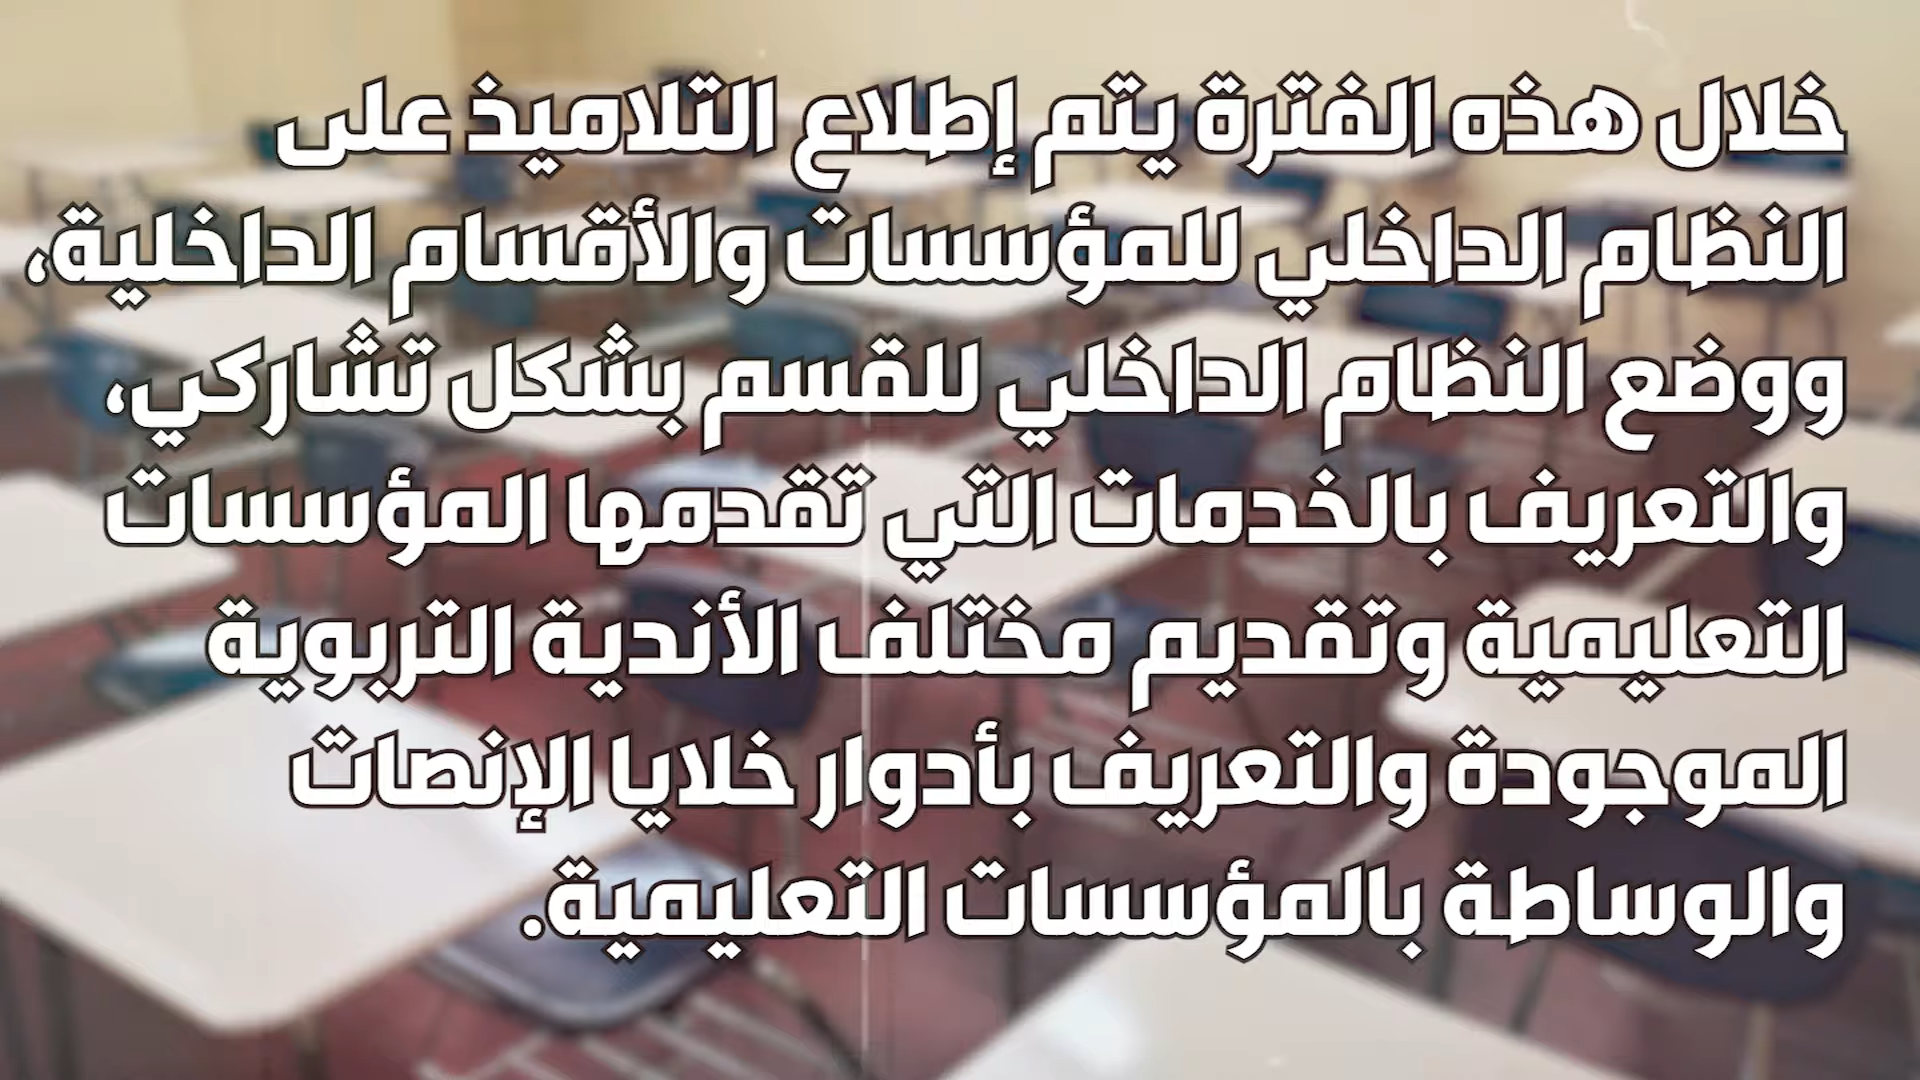 خلال هذه الفترة يتم إطلاع التلاميذ على
النظام الداخلي للمؤسسات والأقسام الداخلية،
ووضع النظام الداخلي للقسم بشكل تشاركي،
والتعريف بالخدمات التي تقدمها المؤسسات
التعليمية وتقديم مختلف الأندية التربوية
الموجودة والتعريف بأدوار خلايا الإنصات
والوساطة بالمؤسسات التعليمية.